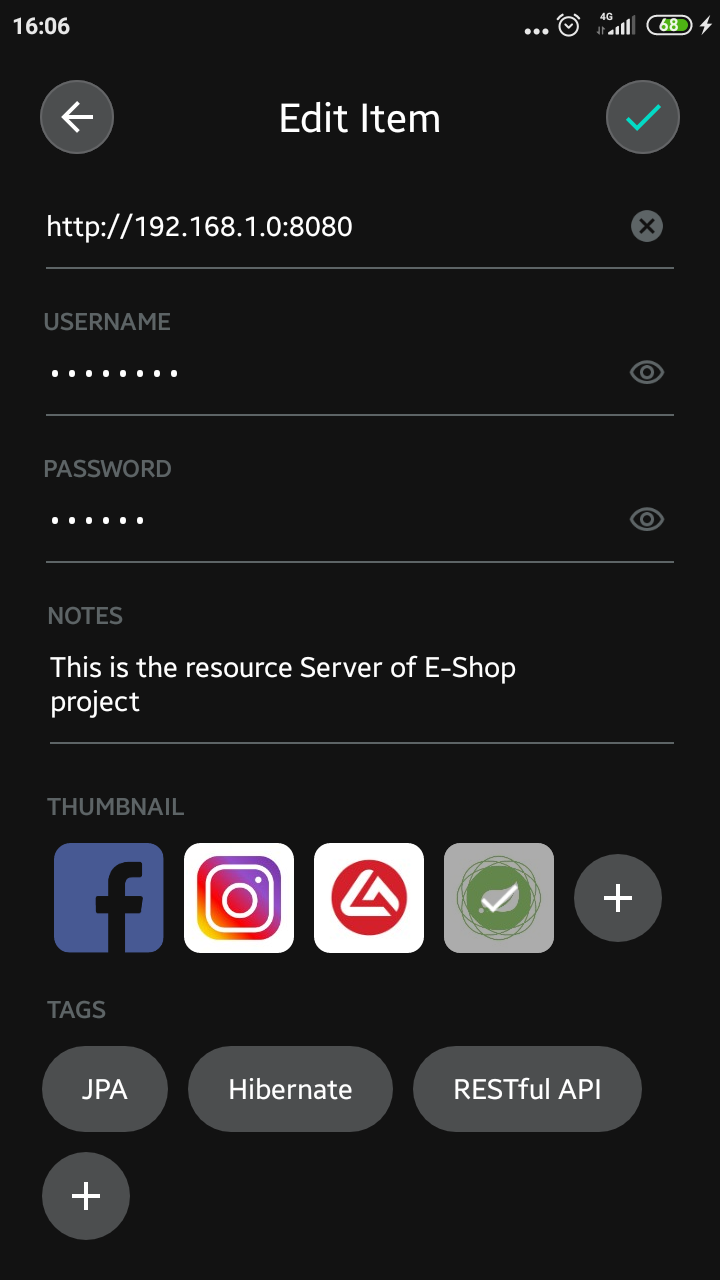 16:06
4G
68
Edit Item
http://192.168.1.0:8080
USERNAME
••••••••
PASSWORD
••••••
NOTES
This is the resource Server of E-Shop
project
THUMBNAIL
TAGS
JPA
Hibernate
RESTful API